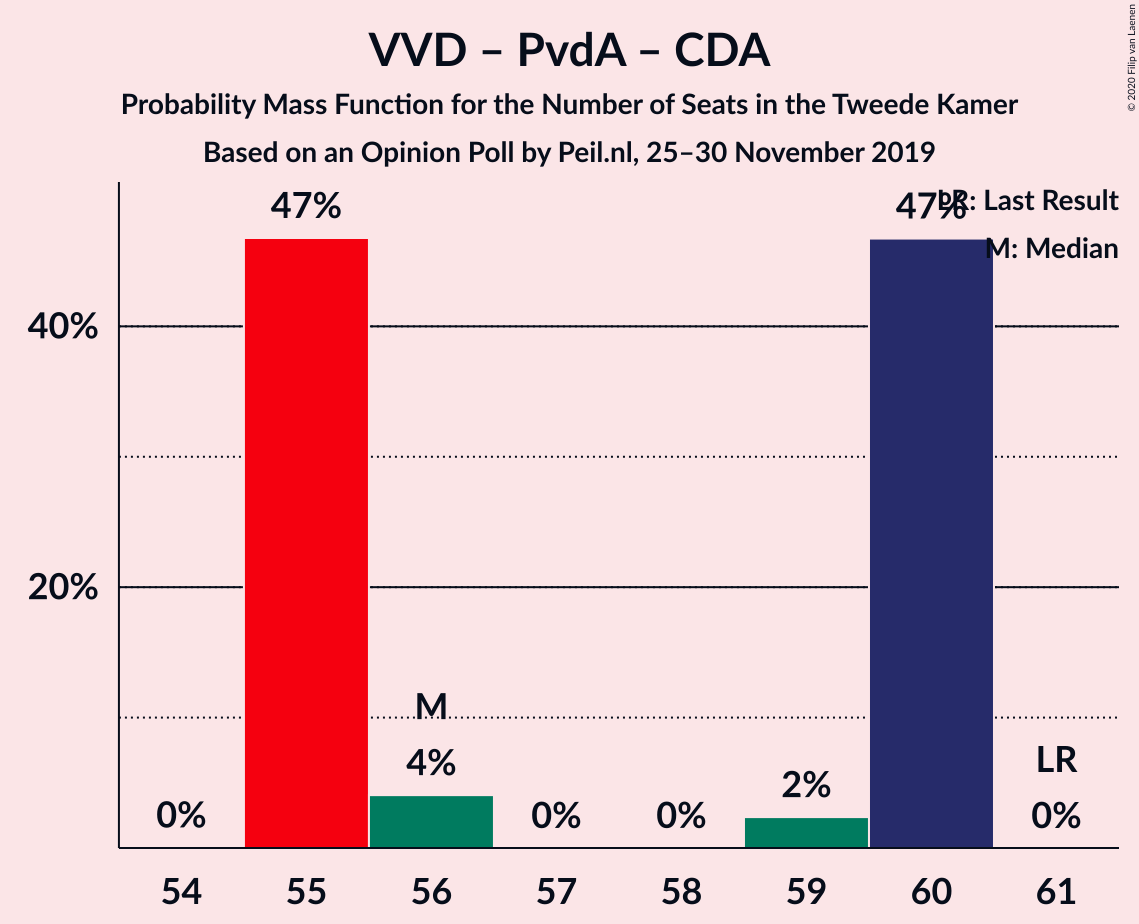 VVD – PvdA – CDA
Probability Mass Function for the Number of Seats in the Tweede Kamer
Based on an Opinion Poll by Peil.nl, 25–30 November 2019
© 2020 Filip van Laenen
LR: Last Result
M: Median
47%
47%
40%
20%
M
4%
2%
LR
0%
0%
0%
0%
54 55 56 57 58 59 60 61